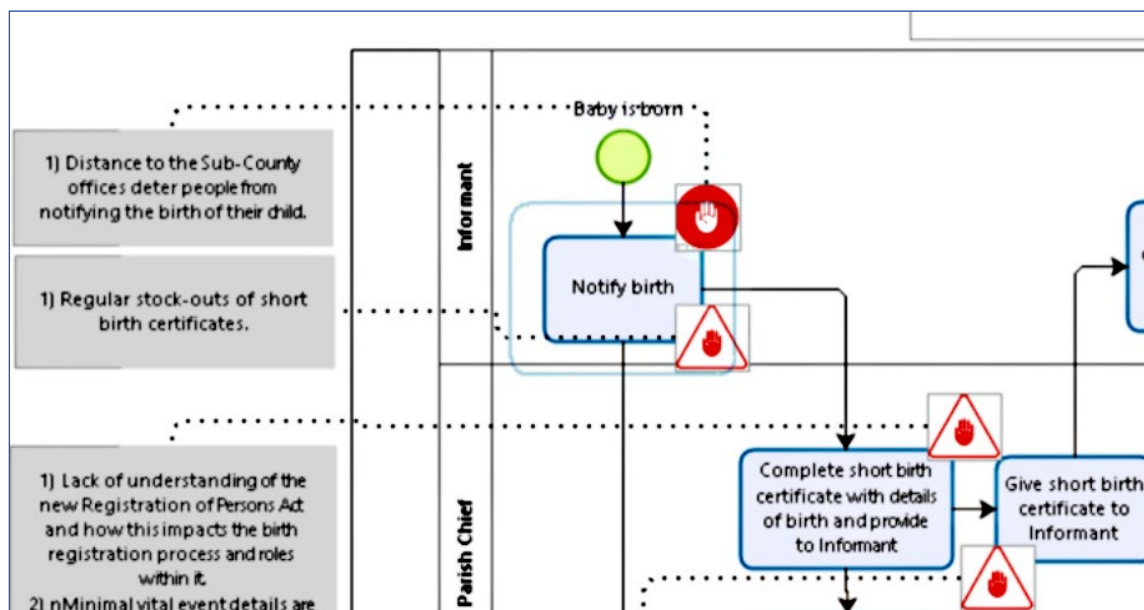 Baby is born
1) Distance to the Sub-County
offices deter people from
notifying the birth of their child.
Informant
Notify birth
1) Regular stock-outs of short
birth certificates.
1) Lack of understanding of the
new Registration of Persons Act
and how this impacts the birth
registration process and roles
within it.
2) nMinimal vital event details are
Parish Chief
Complete short birth
certificate with details
of birth and provide
to Informant
Give short birth
certificate to
Informant